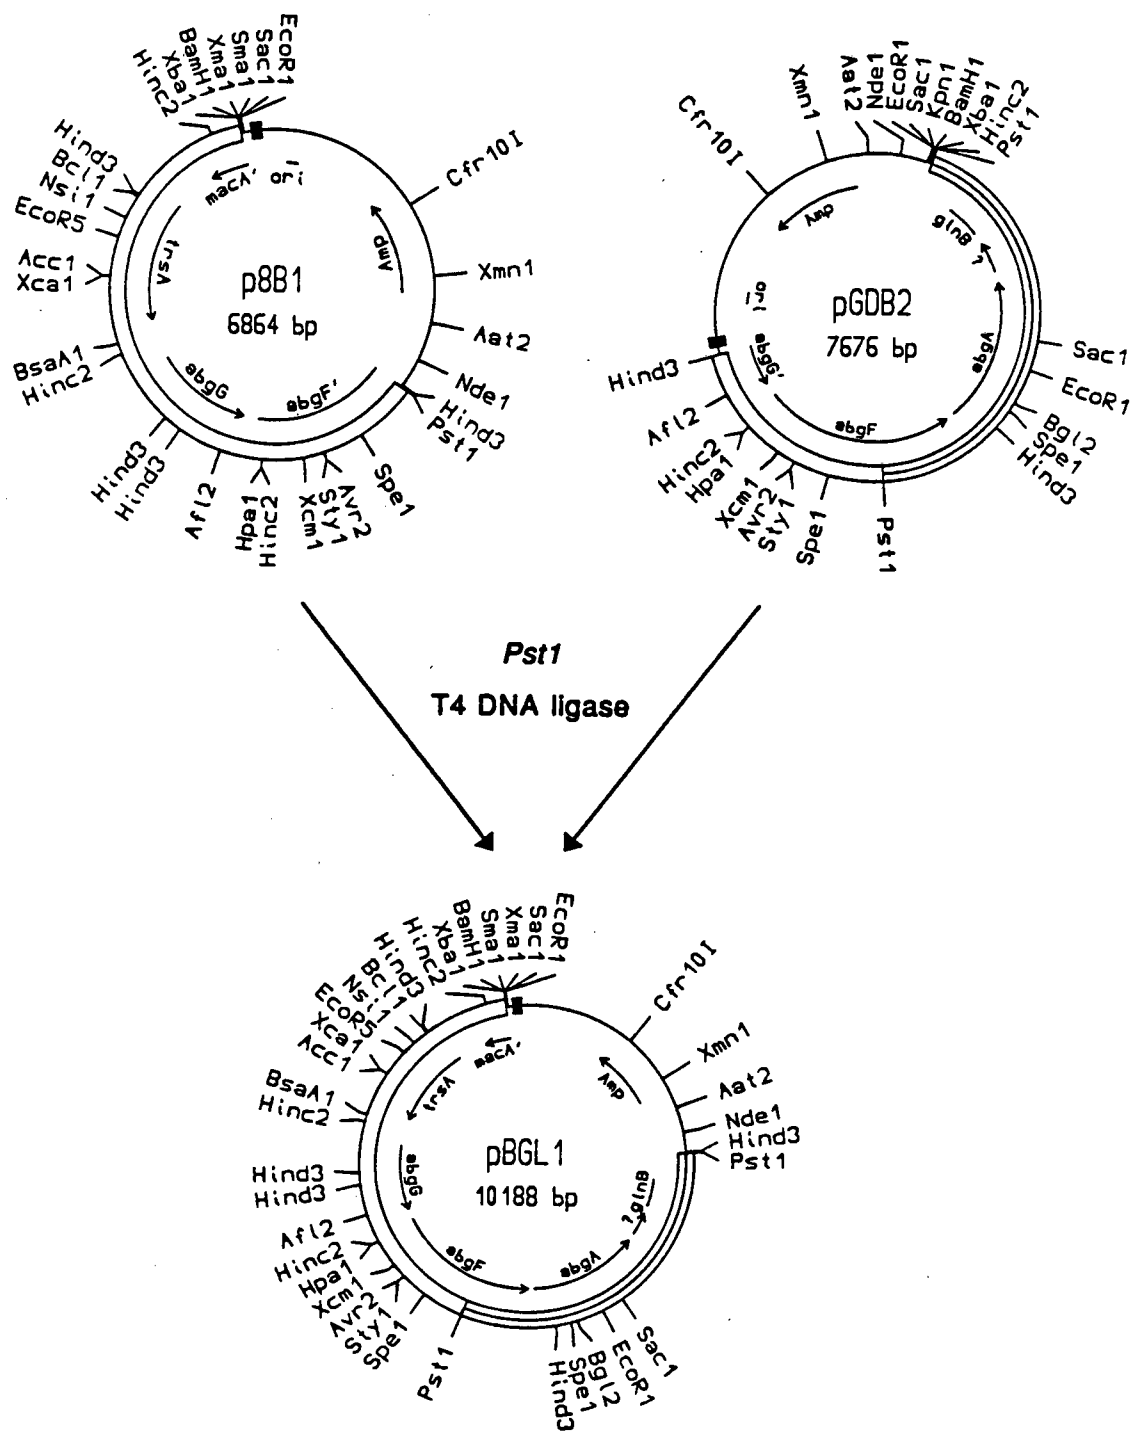 Hinc2
Xba1
BamH1
Xma1
Sma1
Sac1
EcoR1
Cfr10I
Xmn1
Aat2
Nde1
Hind3
Pst1
Spe1
Avr2
Sty1
Xcm1
Hinc2
Hpa1
Afl2
Hind3
Hind3
Hinc2
BsaA1
Xca1
Acc1
EcoR5
Nsi1
Bcl1
Hind3
macA'
ori
Amp
trsA
abgG
abgF'
p8B1
6864 bp
Cfr10I
Xmn1
Aat2
Nde1
EcoR1
Sac1
Kpn1
BamH1
Xba1
Hinc2
Pst1
Sac1
EcoR1
Bgl2
Spe1
Hind3
Pst1
Spe1
Sty1
Avr2
Xcm1
Hpa1
Hinc2
Afl2
Hind3
Amp
glnB
?
ori
abgG'
abgF
abgA
pGDB2
7676 bp
Pst1
T4 DNA ligase
Acc1
Xca1
EcoR5
Nsi1
Bcl1
Hind3
Hinc2
Xba1
BamH1
Sma1
Xma1
Sac1
EcoR1
Cfr10I
Xmn1
Aat2
Nde1
Hind3
Pst1
Sac1
EcoR1
Bgl2
Spe1
Hind3
Pst1
Spe1
Sty1
Avr2
Xcm1
Hpa1
Hinc2
Afl2
Hind3
Hind3
Hinc2
BsaA1
macA'
trsA
Amp
abgG
abgF
abgA
?
glnB
pBGL1
10188 bp